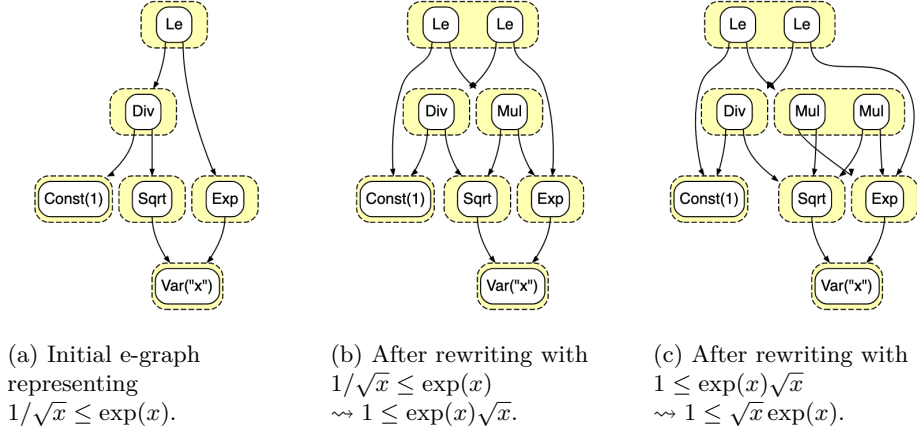 Le
Div
Const(1) Sqrt Exp
Var("x")
(a) Initial e-graph
representing
1/√x ≤ exp(x).
Le Le
Div Mul
Const(1) Sqrt Exp
Var("x")
(b) After rewriting with
1/√x ≤ exp(x)
⇝ 1 ≤ exp(x)√x.
Le Le
Div Mul Mul
Const(1) Sqrt Exp
Var("x")
(c) After rewriting with
1 ≤ exp(x)√x
⇝ 1 ≤ √x exp(x).